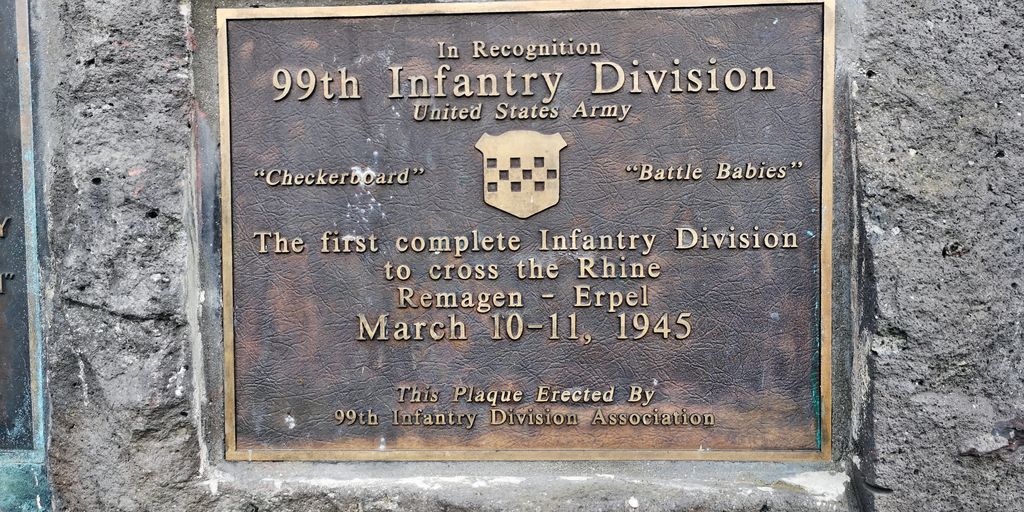 In Recognition
99th Infantry Division
United States Army
"Checkerboard" "Battle Babies"
The first complete Infantry Division
to cross the Rhine
Remagen - Erpel
March 10-11, 1945
This Plaque Erected By
99th Infantry Division Association